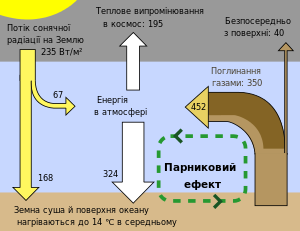 Теплове випромінювання
в космос: 195
Безпосередньо
з поверхні: 40
Потік сонячної
радіації на Землю
235 Вт/м²
Поглинання
газами: 350
67
Енергія
в атмосфері
452
324
168
Парниковий
ефект
Земна суша й поверхня океану
нагріваються до 14 °C в середньому